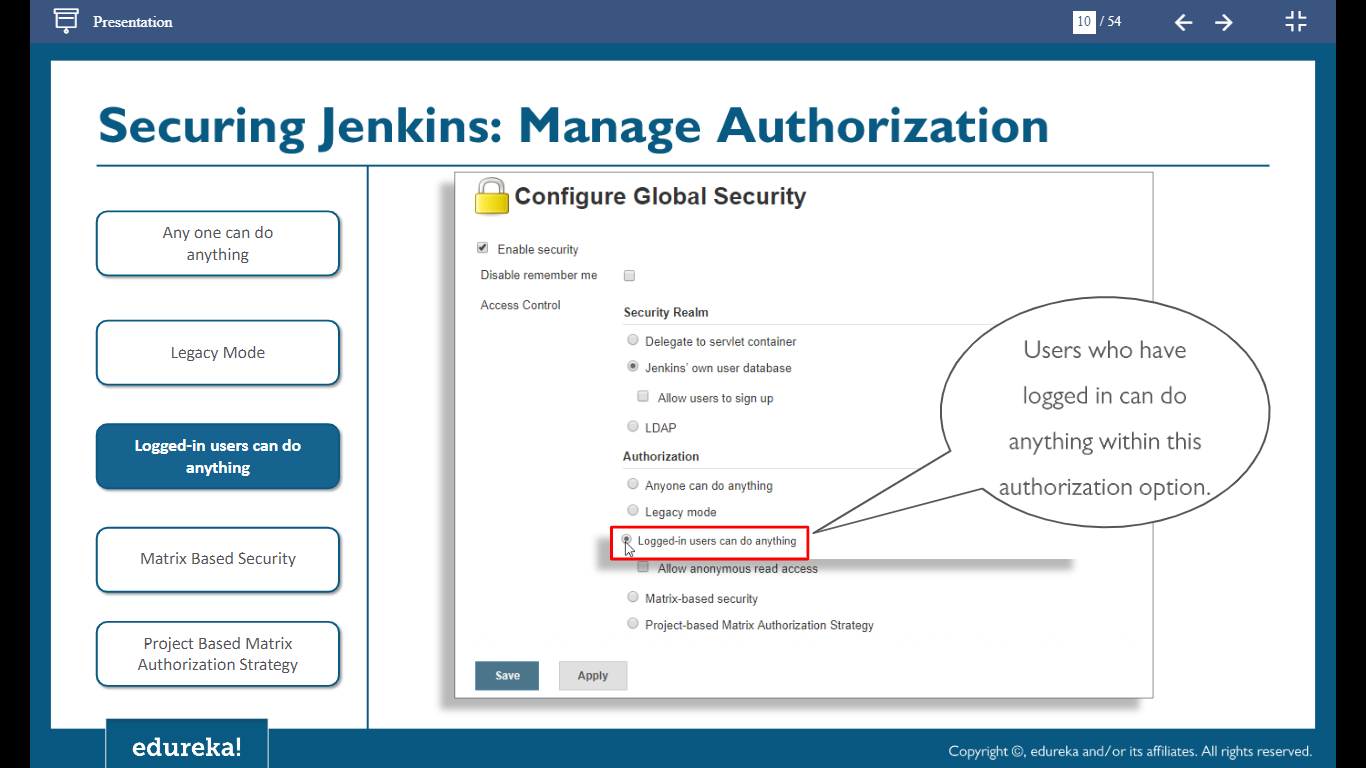 Presentation
10 / 54
Securing Jenkins: Manage Authorization
Any one can do
anything
Legacy Mode
Logged-in users can do
anything
Matrix Based Security
Project Based Matrix
Authorization Strategy
Configure Global Security
Enable security
Disable remember me
Access Control
Security Realm
Delegate to servlet container
Jenkins' own user database
Allow users to sign up
LDAP
Authorization
Anyone can do anything
Legacy mode
Logged-in users can do anything
Allow anonymous read access
Matrix-based security
Project-based Matrix Authorization Strategy
Save
Apply
Users who have
logged in can do
anything within this
authorization option.
edureka!
Copyright ©, edureka and/or its affiliates. All rights reserved.